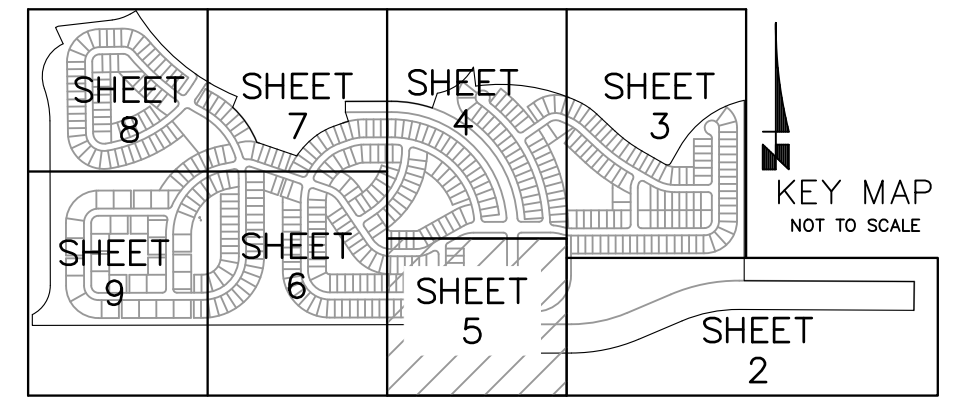 SHEET
8
SHEET
7
SHEET
4
SHEET
3
N
KEY MAP
NOT TO SCALE
SHEET
9
SHEET
6
SHEET
5
SHEET
2